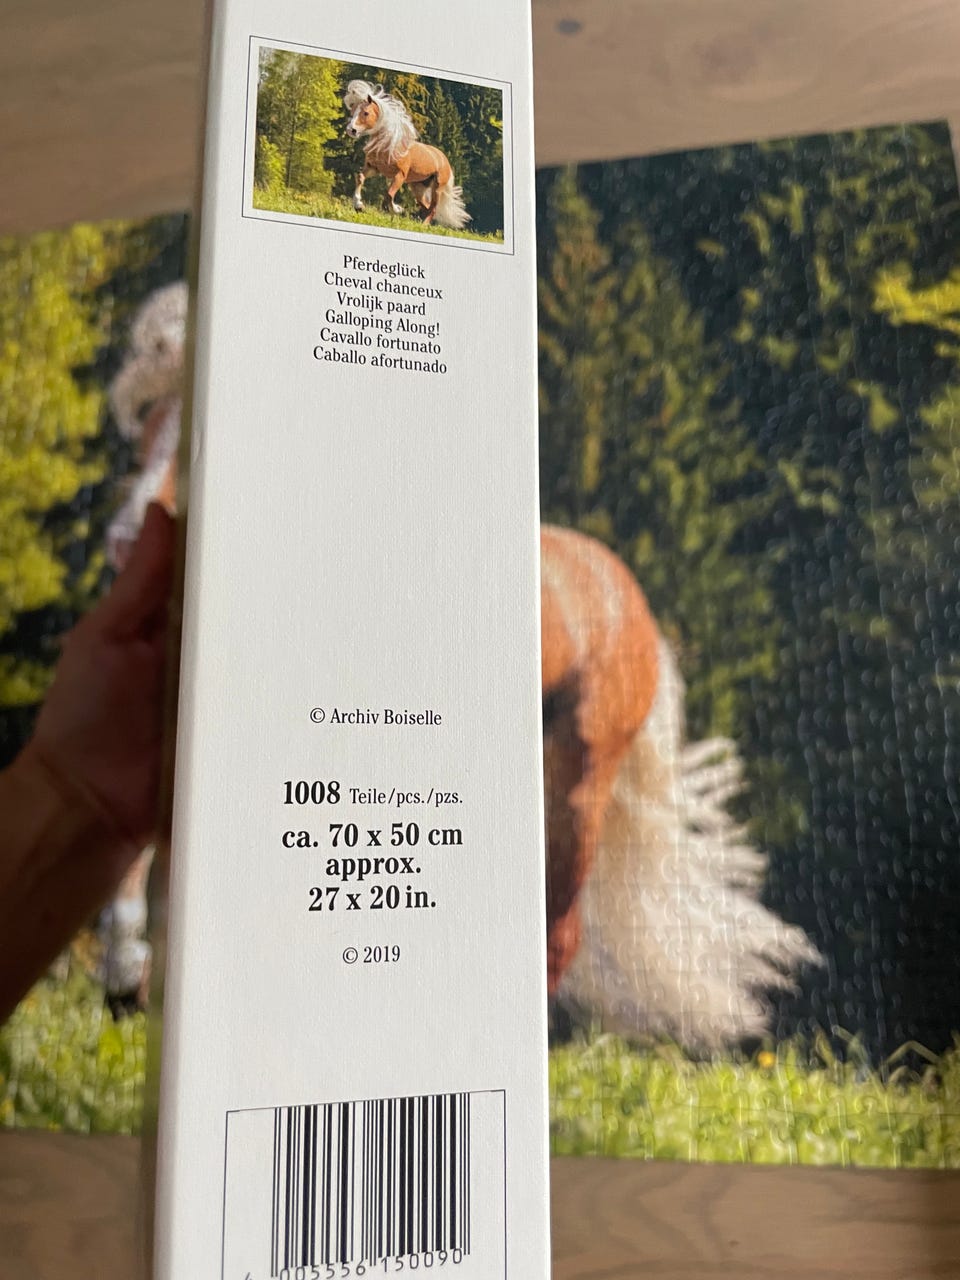 Pferdeglück
Cheval chanceux
Vrolijk paard
Galloping Along!
Cavallo fortunato
Caballo afortunado
© Archiv Boiselle
1008 Teile/pcs./pzs.
ca. 70 x 50 cm
approx.
27 x 20 in.
© 2019
4 005556 150090